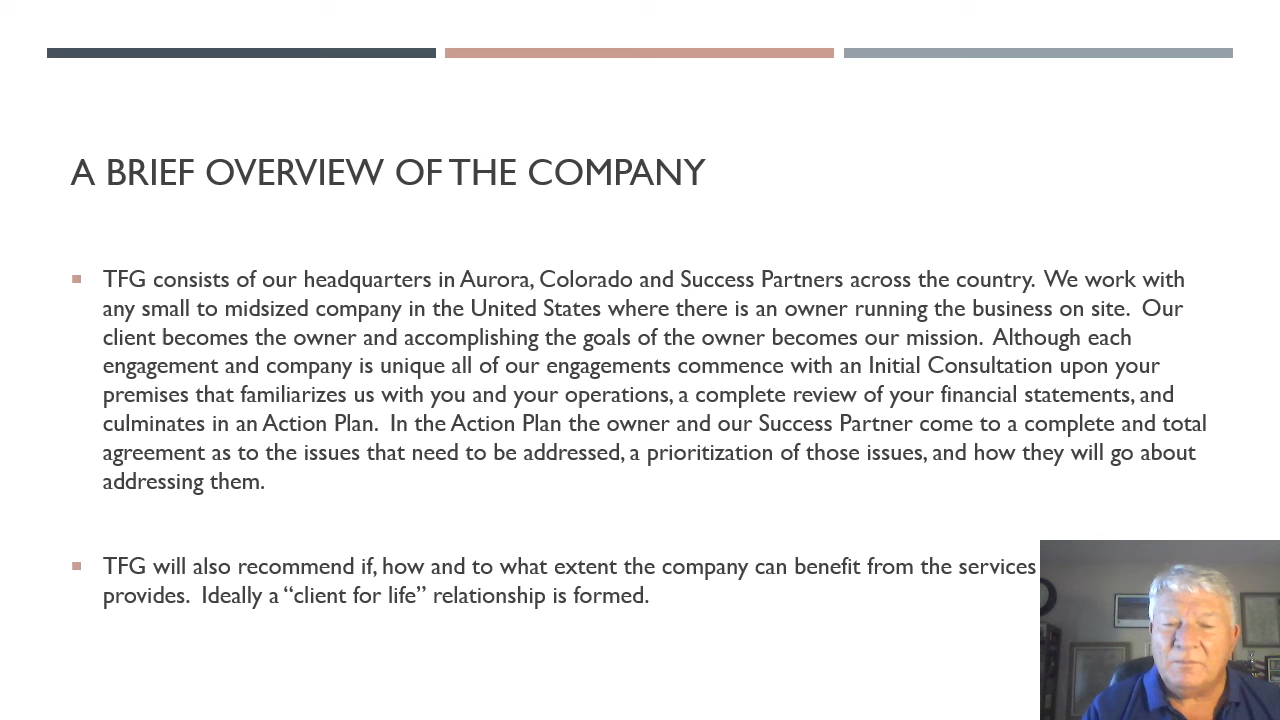 A BRIEF OVERVIEW OF THE COMPANY
TFG consists of our headquarters in Aurora, Colorado and Success Partners across the country. We work with
any small to midsized company in the United States where there is an owner running the business on site. Our
client becomes the owner and accomplishing the goals of the owner becomes our mission. Although each
engagement and company is unique all of our engagements commence with an Initial Consultation upon your
premises that familiarizes us with you and your operations, a complete review of your financial statements, and
culminates in an Action Plan. In the Action Plan the owner and our Success Partner come to a complete and total
agreement as to the issues that need to be addressed, a prioritization of those issues, and how they will go about
addressing them.
TFG will also recommend if, how and to what extent the company can benefit from the services
provides. Ideally a “client for life” relationship is formed.